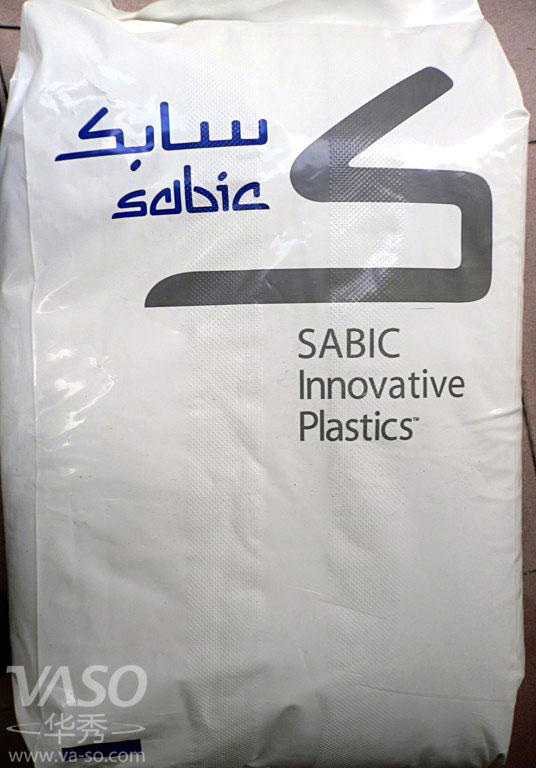 سابك
sabic
SABIC
Innovative
Plastics™
VASO
华秀
www.va-so.com